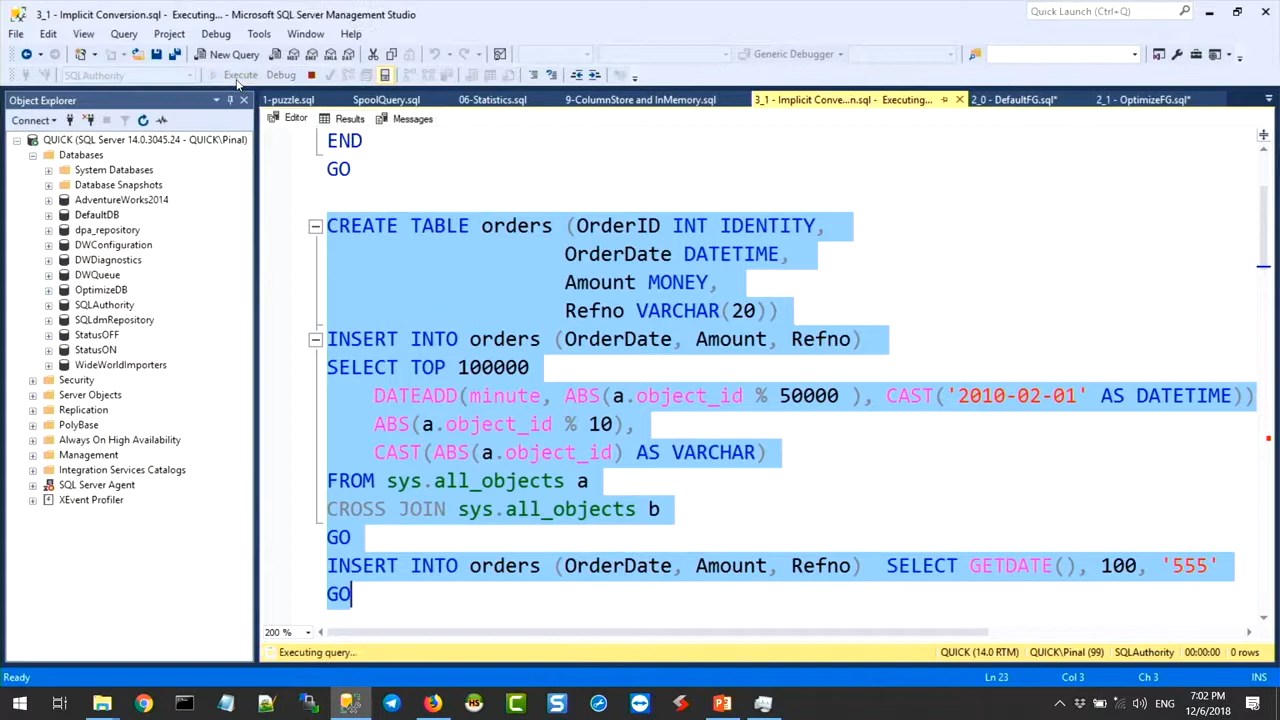 3_1 - Implicit Conversion.sql - Executing... - Microsoft SQL Server Management Studio
Quick Launch (Ctrl+Q)
File Edit View Query Project Debug Tools Window Help
New Query
Generic Debugger
SQLAuthority
Execute Debug
Object Explorer
1-puzzle.sql SpoolQuery.sql 06-Statistics.sql 9-ColumnStore and InMemory.sql 3_1 - Implicit Conve...n.sql - Executing... 2_0 - DefaultFG.sql* 2_1 - OptimizeFG.sql*
Connect
Editor Results Messages
QUICK (SQL Server 14.0.3045.24 - QUICK\Pinal)
Databases
System Databases
Database Snapshots
AdventureWorks2014
DefaultDB
dpa_repository
DWConfiguration
DWDiagnostics
DWQueue
OptimizeDB
SQLAuthority
SQLdmRepository
StatusOFF
StatusON
WideWorldImporters
Security
Server Objects
Replication
PolyBase
Always On High Availability
Management
Integration Services Catalogs
SQL Server Agent
XEvent Profiler
END
GO
CREATE TABLE orders (OrderID INT IDENTITY,
OrderDate DATETIME,
Amount MONEY,
Refno VARCHAR(20))
INSERT INTO orders (OrderDate, Amount, Refno)
SELECT TOP 100000
DATEADD(minute, ABS(a.object_id % 50000 ), CAST('2010-02-01' AS DATETIME))
ABS(a.object_id % 10),
CAST(ABS(a.object_id) AS VARCHAR)
FROM sys.all_objects a
CROSS JOIN sys.all_objects b
GO
INSERT INTO orders (OrderDate, Amount, Refno) SELECT GETDATE(), 100, '555'
GO
200 %
Executing query... QUICK (14.0 RTM) QUICK\Pinal (99) SQLAuthority 00:00:00 0 rows
Ready Ln 23 Col 3 Ch 3 INS
7:02 PM
12/6/2018